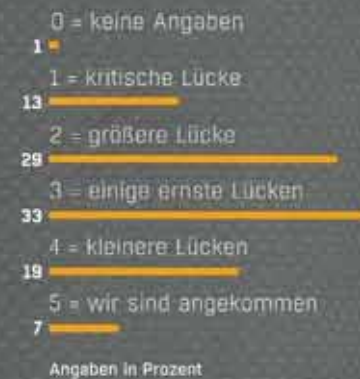 0 = keine Angaben
1
1 = kritische Lücke
13
2 = größere Lücke
29
3 = einige ernste Lücken
33
4 = kleinere Lücken
19
5 = wir sind angekommen
7
Angaben in Prozent